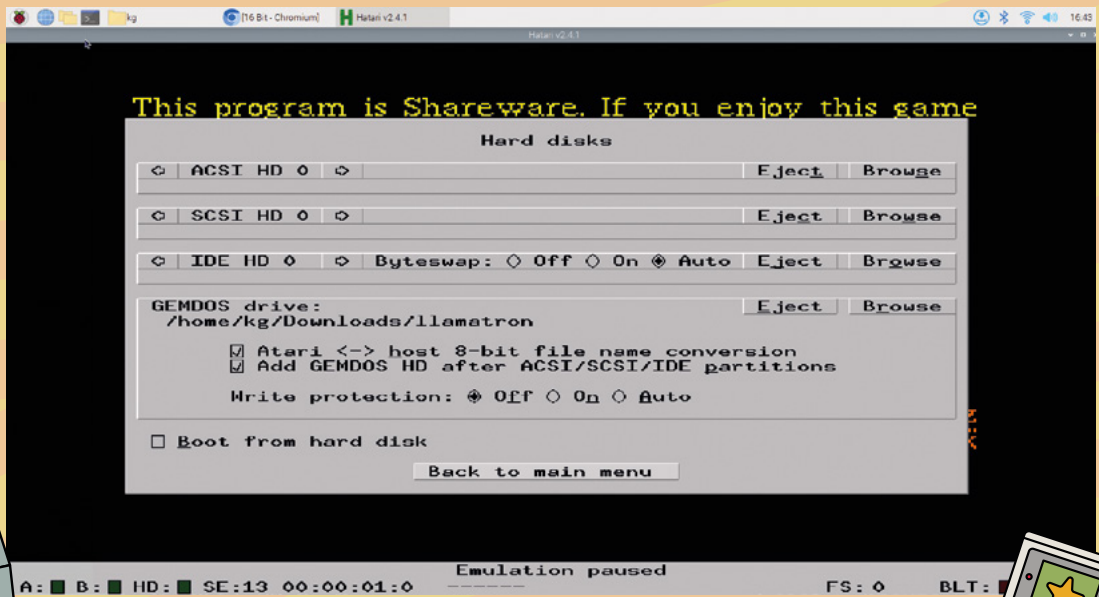 kg [16 Bit - Chromium] Hatari v2.4.1 16:43
Hatari v2.4.1
This program is Shareware. If you enjoy this game
Hard disks
ACSI HD 0 Eject Browse
SCSI HD 0 Eject Browse
IDE HD 0 Byteswap: Off On Auto Eject Browse
GEMDOS drive: Eject Browse
/home/kg/Downloads/llamatron
Atari <-> host 8-bit file name conversion
Add GEMDOS HD after ACSI/SCSI/IDE partitions
Write protection: Off On Auto
Boot from hard disk
Back to main menu
Emulation paused
A: B: HD: SE:13 00:00:01:0 ------ FS: 0 BLT: